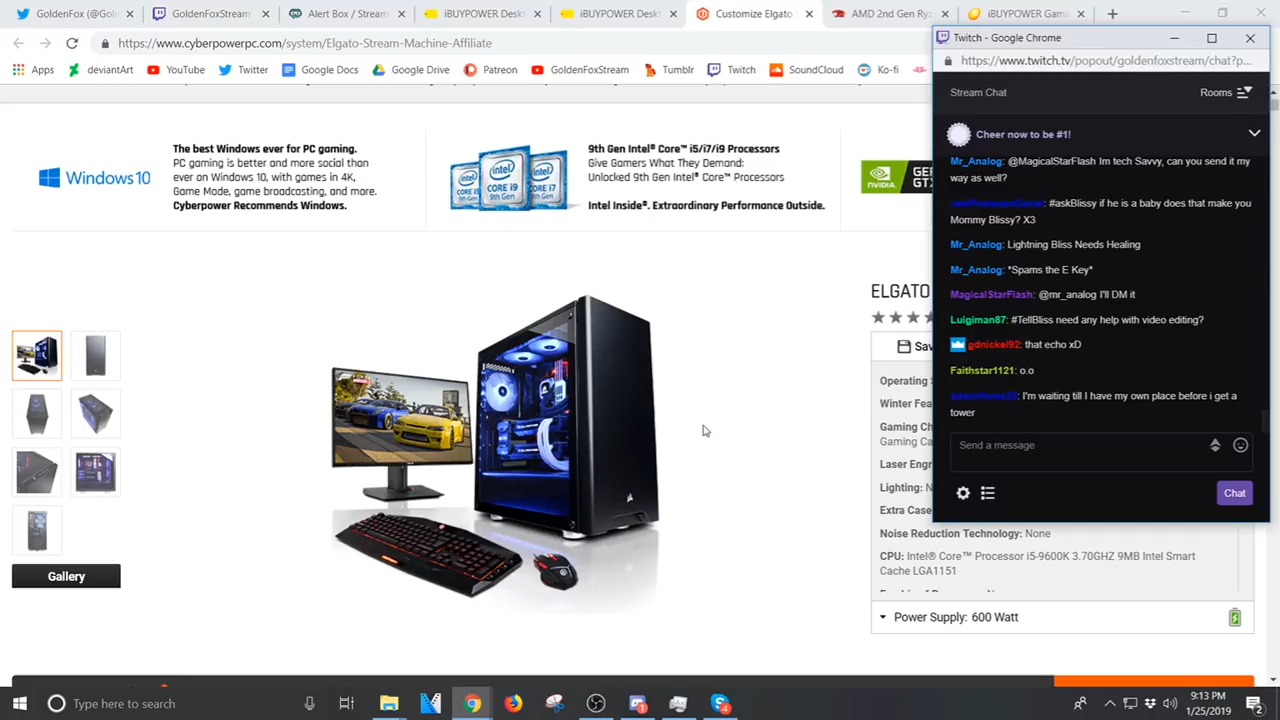 GoldenFox (@Golc
GoldenFoxStream
Alert Box / Stream
iBUYPOWER Deskt
iBUYPOWER Deskt
Customize Elgato S
AMD 2nd Gen Ry
iBUYPOWER Gami
https://www.cyberpowerpc.com/system/Elgato-Stream-Machine-Affiliate
Apps
deviantArt
YouTube
Twitter
Google Docs
Google Drive
Patreon
GoldenFoxStream
Tumblr
Twitch
SoundCloud
Ko-fi
Windows 10
The best Windows ever for PC gaming.
PC gaming is better and more social than
ever on Windows 10, with games in 4K,
Game Mode, game broadcasting, and more.
Cyberpower Recommends Windows.
9th Gen Intel® Core™ i5/i7/i9 Processors
Give Gamers What They Demand:
Unlocked 9th Gen Intel® Core™ Processors
Intel Inside®. Extraordinary Performance Outside.
NVIDIA
GTX
ELGATO
Sav
Operating S
Winter Fea
Gaming Ch
Gaming Ca
Laser Engr
Lighting: N
Extra Case
Noise Reduction Technology: None
CPU: Intel® Core™ Processor i5-9600K 3.70GHZ 9MB Intel Smart
Cache LGA1151
Power Supply: 600 Watt
Gallery
Twitch - Google Chrome
https://www.twitch.tv/popout/goldenfoxstream/chat?p...
Stream Chat
Rooms
Cheer now to be #1!
Mr_Analog: @MagicalStarFlash Im tech Savvy, can you send it my
way as well?
#askBlissy if he is a baby does that make you
Mommy Blissy? X3
Mr_Analog: Lightning Bliss Needs Healing
Mr_Analog: *Spams the E Key*
MagicalStarFlash: @mr_analog I'll DM it
Luigiman87: #TellBliss need any help with video editing?
gdnickel92: that echo xD
Faithstar1121: o.o
I'm waiting till I have my own place before i get a
tower
Send a message
Chat
Type here to search
9:13 PM
1/25/2019
2